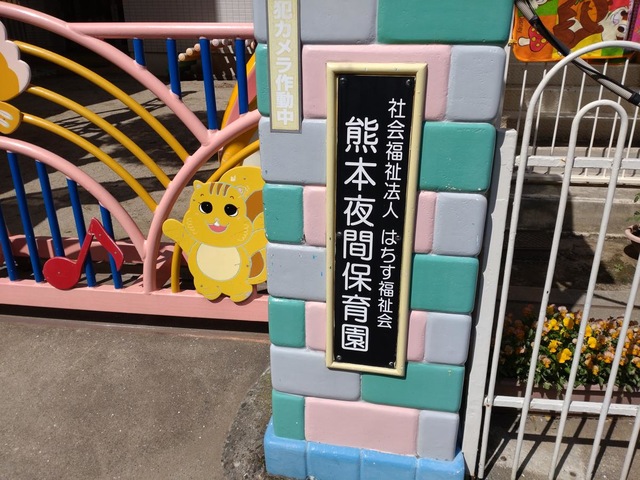 犯カメラ作動中
社会福祉法人 はちす福祉会
熊本夜間保育園